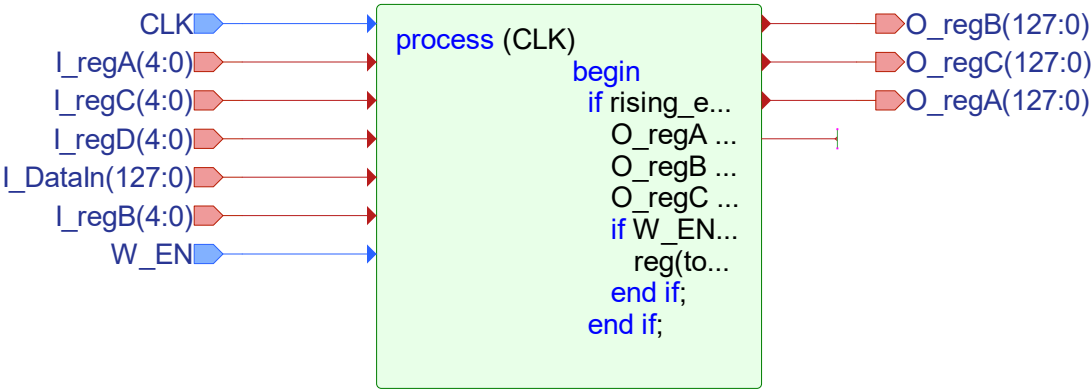 CLK
I_regA(4:0)
I_regC(4:0)
I_regD(4:0)
I_DataIn(127:0)
I_regB(4:0)
W_EN
process (CLK)
begin
if rising_e...
O_regA ...
O_regB ...
O_regC ...
if W_EN...
reg(to...
end if;
end if;
O_regB(127:0)
O_regC(127:0)
O_regA(127:0)